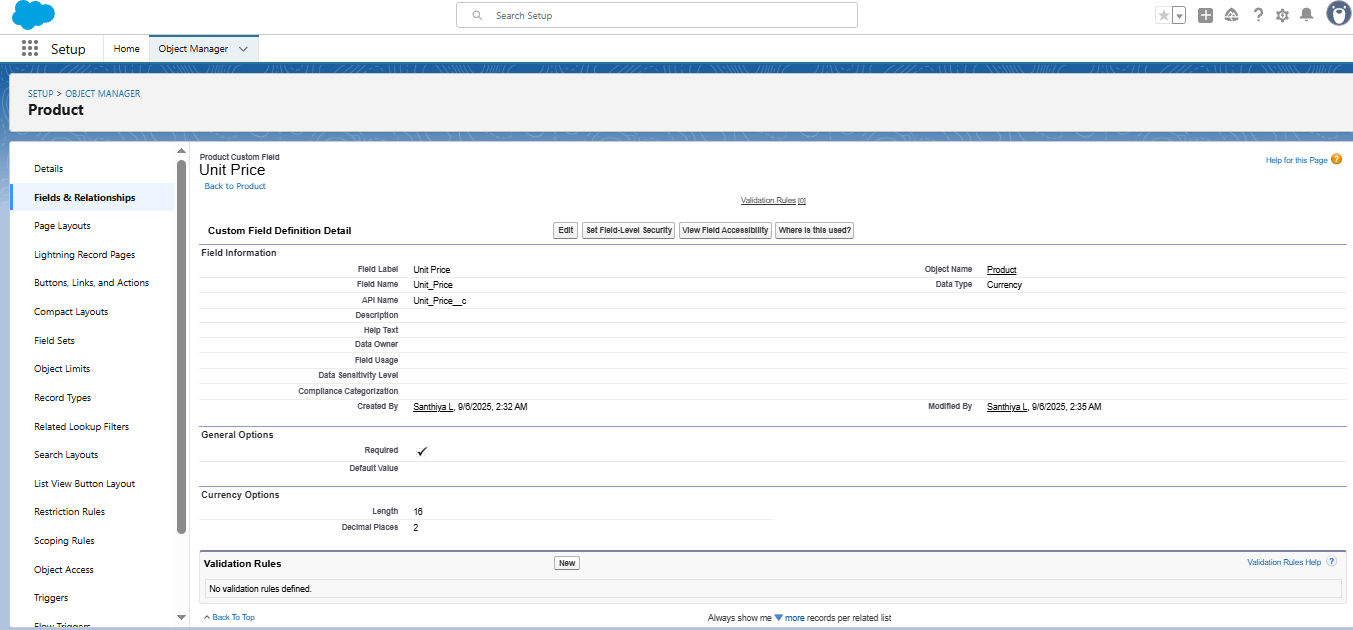 Search Setup
Setup
Home
Object Manager
SETUP > OBJECT MANAGER
Product
Details
Fields & Relationships
Page Layouts
Lightning Record Pages
Buttons, Links, and Actions
Compact Layouts
Field Sets
Object Limits
Record Types
Related Lookup Filters
Search Layouts
List View Button Layout
Restriction Rules
Scoping Rules
Object Access
Triggers
Flow Triggers
Product Custom Field
Unit Price
Back to Product
Help for this Page ?
Validation Rules [0]
Custom Field Definition Detail Edit Set Field-Level Security View Field Accessibility Where is this used?
Field Information
Field Label Unit Price Object Name Product
Field Name Unit_Price Data Type Currency
API Name Unit_Price__c
Description
Help Text
Data Owner
Field Usage
Data Sensitivity Level
Compliance Categorization
Created By Santhiya L, 9/6/2025, 2:32 AM Modified By Santhiya L, 9/6/2025, 2:35 AM
General Options
Required ✓
Default Value
Currency Options
Length 16
Decimal Places 2
Validation Rules New Validation Rules Help ?
No validation rules defined.
Back To Top Always show me more records per related list